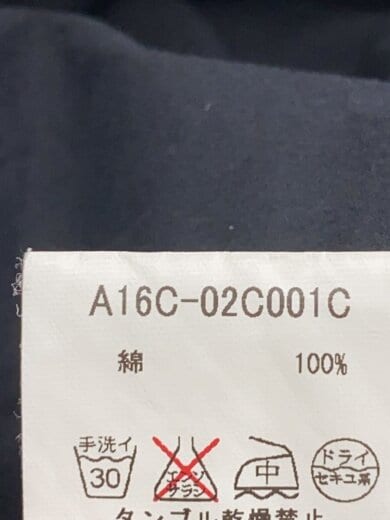 A16C-02C001C
綿 100%
手洗イ ドライ
30 エンソ 中 セキユ系
サラシ
タンブル乾燥禁止